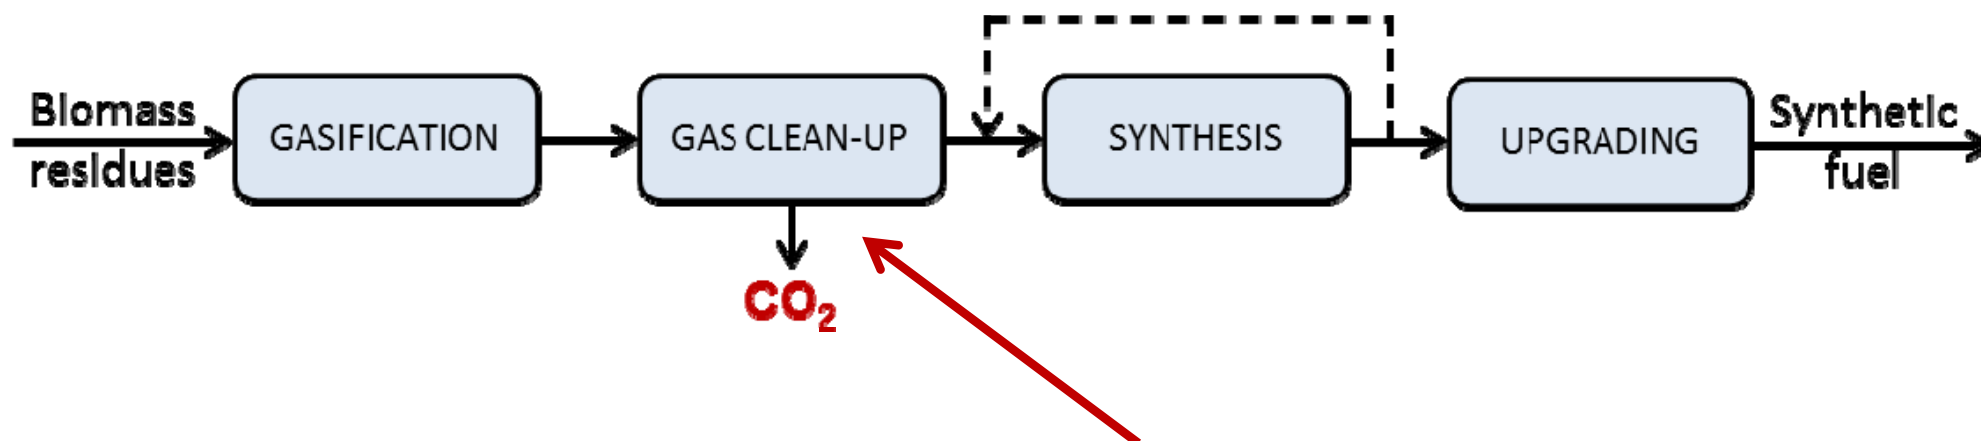 Biomass
residues
GASIFICATION
GAS CLEAN-UP
SYNTHESIS
UPGRADING
Synthetic
fuel
CO₂